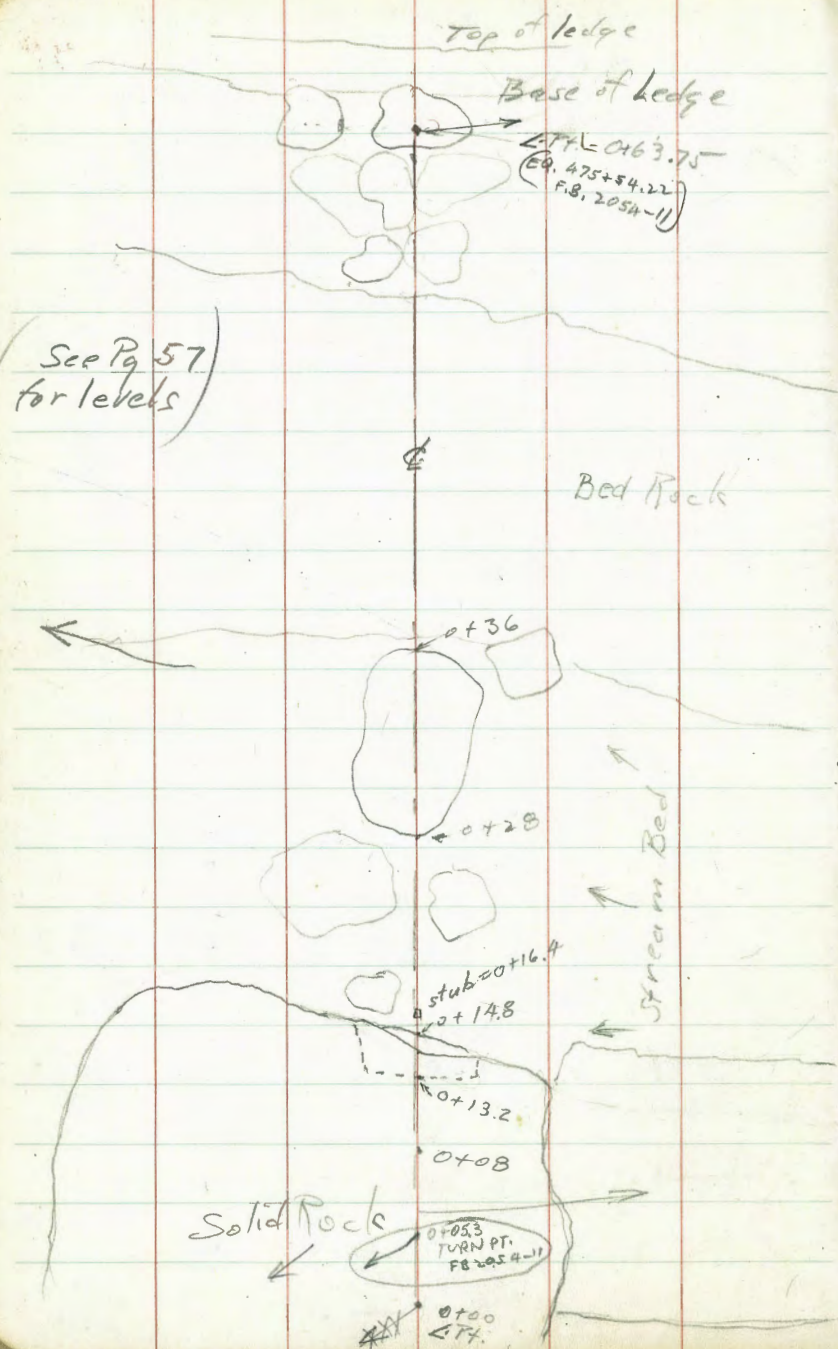 Top of ledge
Base of Ledge
∠.Pt. = 0+63.75
(EQ. 475+54.22
F.B. 2054-11)
(See Pg 57
for levels)
℄
Bed Rock
0+36
0+28
Stream Bed
stub=0+16.4
0+14.8
0+13.2
0+08
Solid Rock
0+05.3
TURN PT.
FB 2054-11
0+00
∠.Pt.